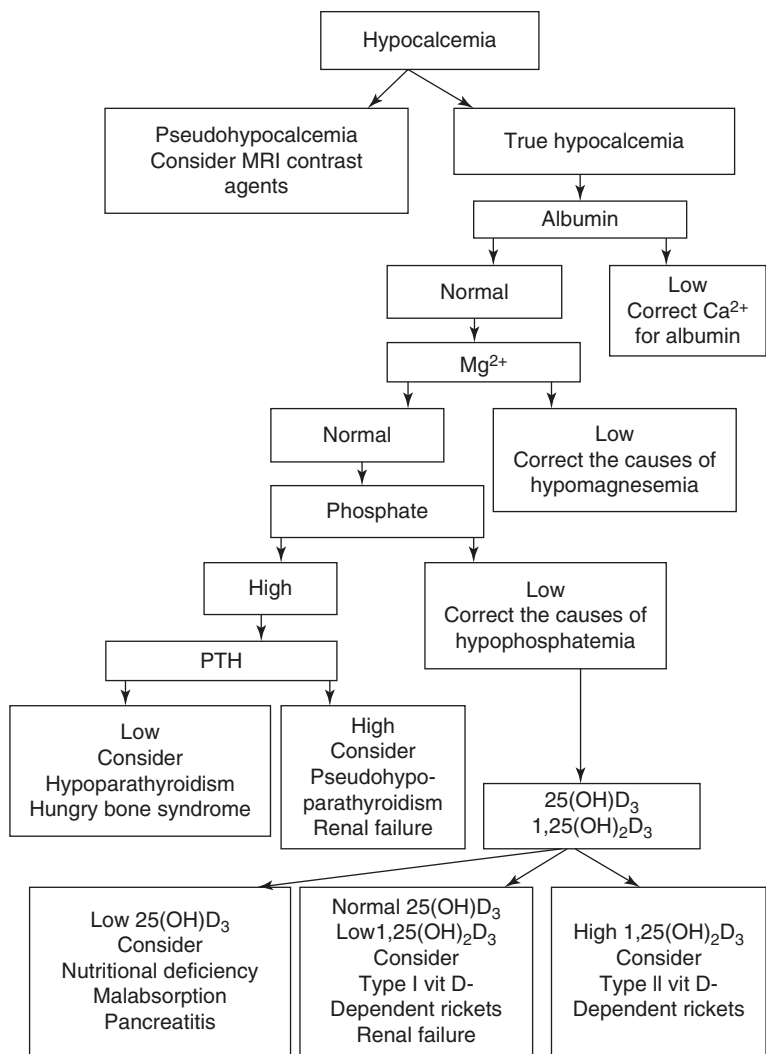 Hypocalcemia
Pseudohypocalcemia
Consider MRI contrast
agents
True hypocalcemia
Albumin
Normal
Low
Correct Ca²⁺
for albumin
Mg²⁺
Normal
Low
Correct the causes of
hypomagnesemia
Phosphate
High
Low
Correct the causes of
hypophosphatemia
PTH
Low
Consider
Hypoparathyroidism
Hungry bone syndrome
High
Consider
Pseudohypo-
parathyroidism
Renal failure
25(OH)D₃
1,25(OH)₂D₃
Low 25(OH)D₃
Consider
Nutritional deficiency
Malabsorption
Pancreatitis
Normal 25(OH)D₃
Low1,25(OH)₂D₃
Consider
Type I vit D-
Dependent rickets
Renal failure
High 1,25(OH)₂D₃
Consider
Type II vit D-
Dependent rickets